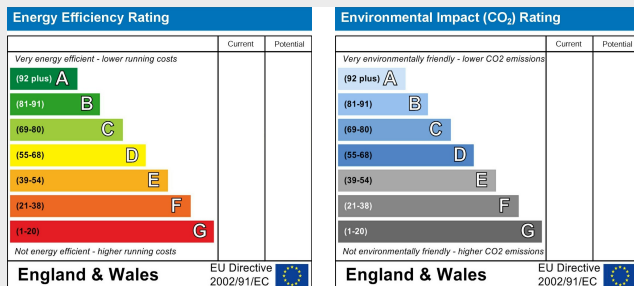 Energy Efficiency Rating
Current Potential
Very energy efficient - lower running costs
(92 plus) A
(81-91) B
(69-80) C
(55-68) D
(39-54) E
(21-38) F
(1-20) G
Not energy efficient - higher running costs
England & Wales
EU Directive
2002/91/EC
Environmental Impact (CO₂) Rating
Current Potential
Very environmentally friendly - lower CO2 emissions
(92 plus) A
(81-91) B
(69-80) C
(55-68) D
(39-54) E
(21-38) F
(1-20) G
Not environmentally friendly - higher CO2 emissions
England & Wales
EU Directive
2002/91/EC